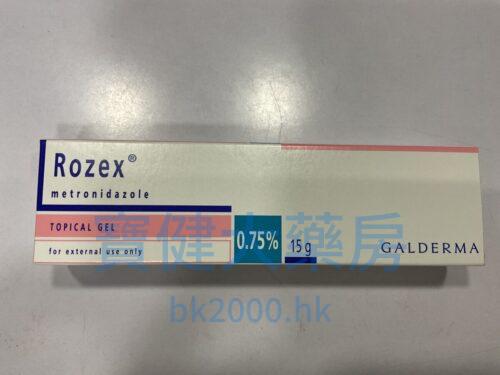 Rozex®
metronidazole
TOPICAL GEL
for external use only
0.75%
15g
GALDERMA
寶健大藥房
bk2000.hk